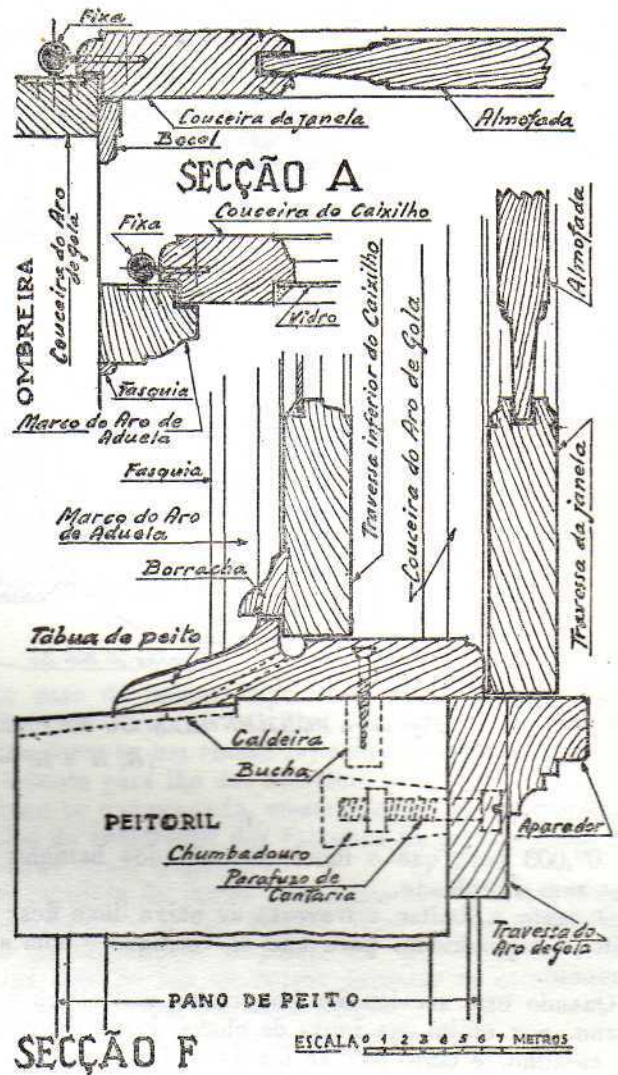 Fixa
Couceira da janela
Almofada
Bocel
SECÇÃO A
Couceira do Aro
de Gola
OMBREIRA
Fixa
Couceira do Caixilho
Vidro
Fasquia
Marco do Aro de
Aduela
Almofada
Travessa inferior do Caixilho
Couceira do Aro de Gola
Fasquia
Marco do Aro
de Aduela
Borracha
Travessa da janela
Tábua de peito
Caldeira
Bucha
PEITORIL
Chumbadouro
Parafuzo de
Cantaria
Aparador
Travessa do
Aro de Gola
PANO DE PEITO
SECÇÃO F
ESCALA 0 1 2 3 4 5 6 7 METROS